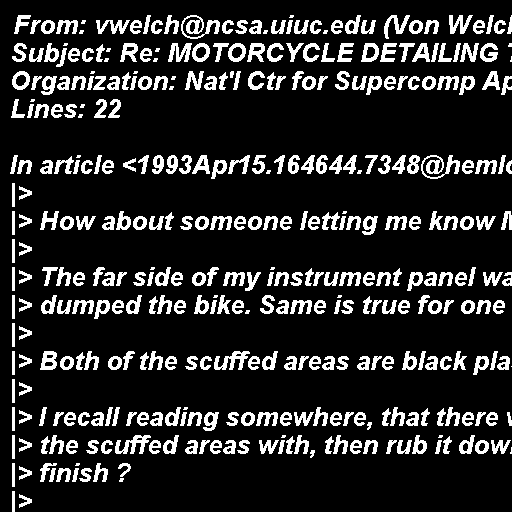 From: vwelch@ncsa.uiuc.edu (Von Welch
Subject: Re: MOTORCYCLE DETAILING
Organization: Nat'l Ctr for Supercomp Ap
Lines: 22

In article <1993Apr15.164644.7348@hemlo
|>
|> How about someone letting me know
|>
|> The far side of my instrument panel wa
|> dumped the bike. Same is true for one
|>
|> Both of the scuffed areas are black pla
|>
|> I recall reading somewhere, that there
|> the scuffed areas with, then rub it dow
|> finish ?
|>